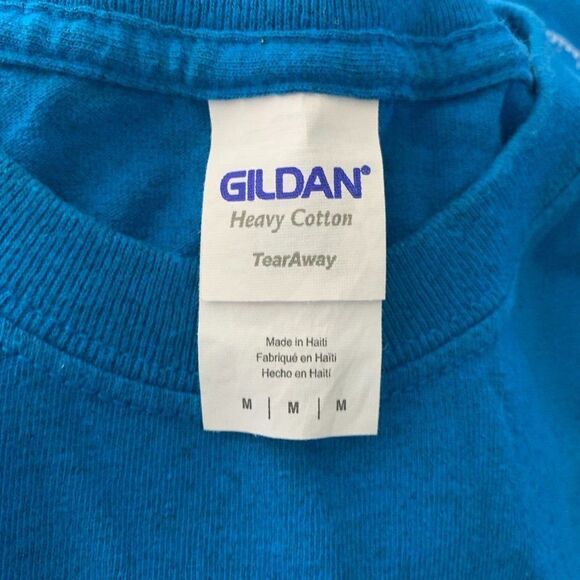 GILDAN®
Heavy Cotton
TearAway
Made in Haiti
Fabriqué en Haïti
Hecho en Haití
M | M | M